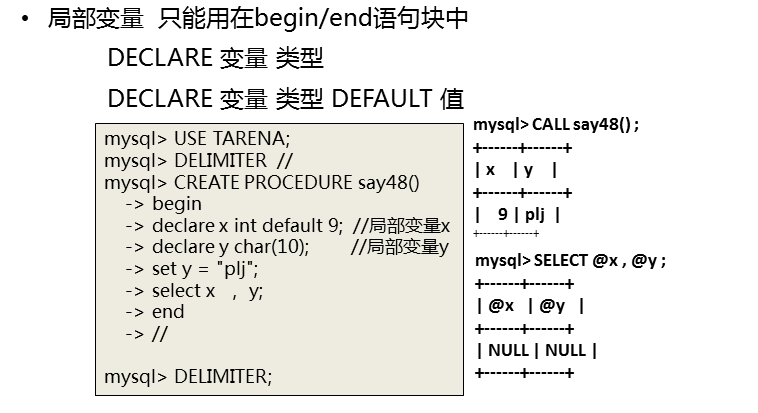 • 局部变量 只能用在begin/end语句块中
DECLARE 变量 类型
DECLARE 变量 类型 DEFAULT 值
mysql> USE TARENA;
mysql> DELIMITER //
mysql> CREATE PROCEDURE say48()
-> begin
-> declare x int default 9; //局部变量x
-> declare y char(10); //局部变量y
-> set y = "plj";
-> select x , y;
-> end
-> //
mysql> DELIMITER;
mysql> CALL say48() ;
+------+------+
| x | y |
+------+------+
| 9 | plj |
+------+------+
mysql> SELECT @x , @y ;
+------+------+
| @x | @y |
+------+------+
| NULL | NULL |
+------+------+